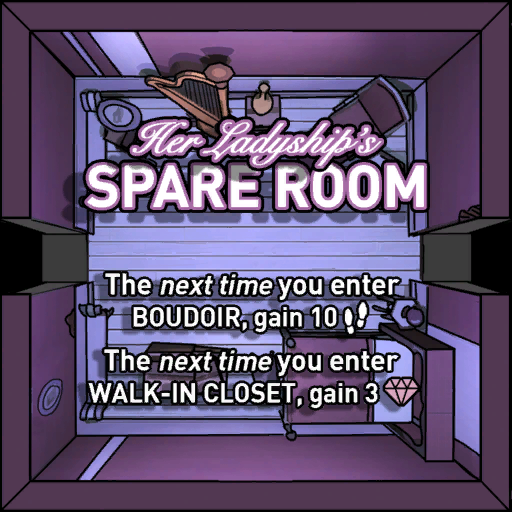 Her Ladyship's
SPARE ROOM
The next time you enter
BOUDOIR, gain 10
The next time you enter
WALK-IN CLOSET, gain 3